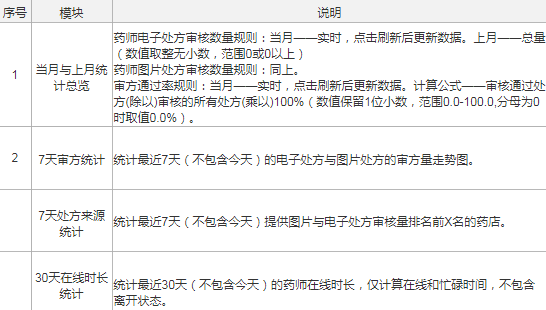 序号 模块 说明
1
当月与上月统
计总览
药师电子处方审核数量规则：当月——实时，点击刷新后更新数据。上月——总量
（数值取整无小数，范围0或0以上）
药师图片处方审核数量规则：同上。
审方通过率规则：当月——实时，点击刷新后更新数据。计算公式——审核通过处
方(除以)审核的所有处方(乘以)100%（数值保留1位小数，范围0.0-100.0,分母为0
时取值0.0%）。
2 7天审方统计 统计最近7天（不包含今天）的电子处方与图片处方的审方量走势图。
7天处方来源
统计
统计最近7天（不包含今天）提供图片与电子处方审核量排名前X名的药店。
30天在线时长
统计
统计最近30天（不包含今天）的药师在线时长，仅计算在线和忙碌时间，不包含
离开状态。